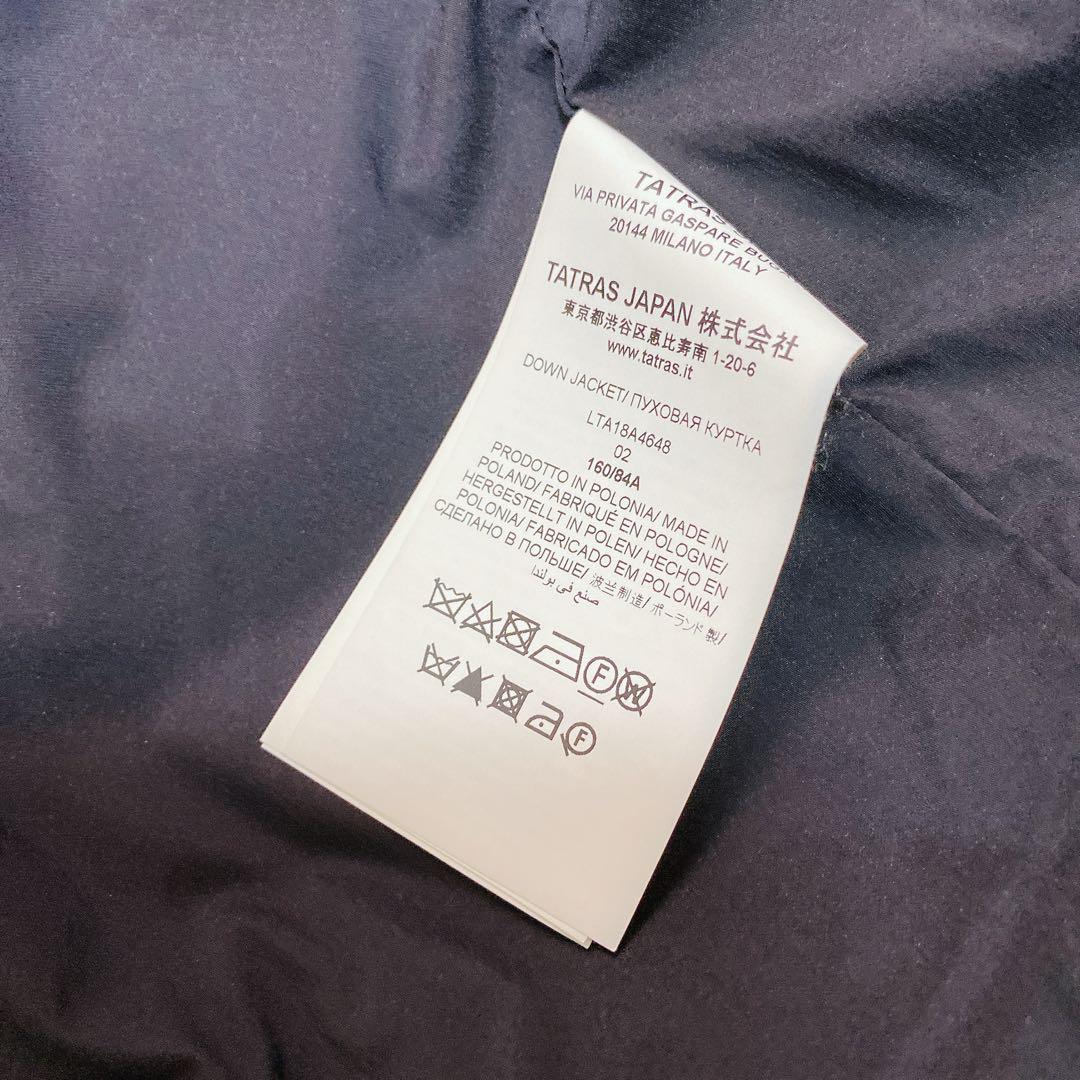 TATRAS
VIA PRIVATA GASPARE
20144 MILANO ITALY
TATRAS JAPAN 株式会社
東京都渋谷区恵比寿南 1-20-6
www.tatras.it
DOWN JACKET/ ПУХОВАЯ КУРТКА
LTA18A4648
02
160/84A
PRODOTTO IN POLONIA/ MADE IN
POLAND/ FABRIQUÉ EN POLOGNE/
HERGESTELLT IN POLEN/ HECHO EN
POLONIA/ FABRICADO EM POLÓNIA/
СДЕЛАНО В ПОЛЬШЕ/ 波兰制造/ ポーランド製/
صنع في بولندا
F W
F